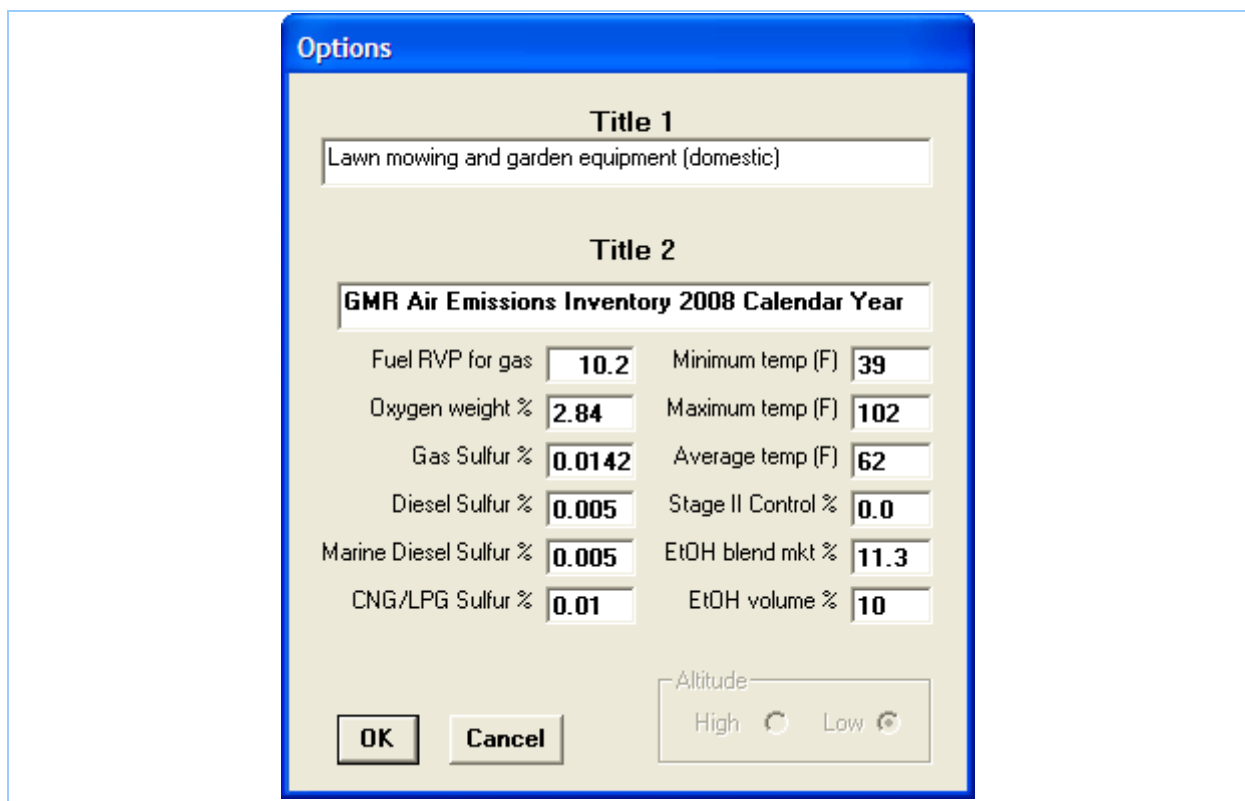 Options
Title 1
Lawn mowing and garden equipment (domestic)
Title 2
GMR Air Emissions Inventory 2008 Calendar Year
Fuel RVP for gas 10.2 Minimum temp (F) 39
Oxygen weight % 2.84 Maximum temp (F) 102
Gas Sulfur % 0.0142 Average temp (F) 62
Diesel Sulfur % 0.005 Stage II Control % 0.0
Marine Diesel Sulfur % 0.005 EtOH blend mkt % 11.3
CNG/LPG Sulfur % 0.01 EtOH volume % 10
Altitude
High Low
OK Cancel